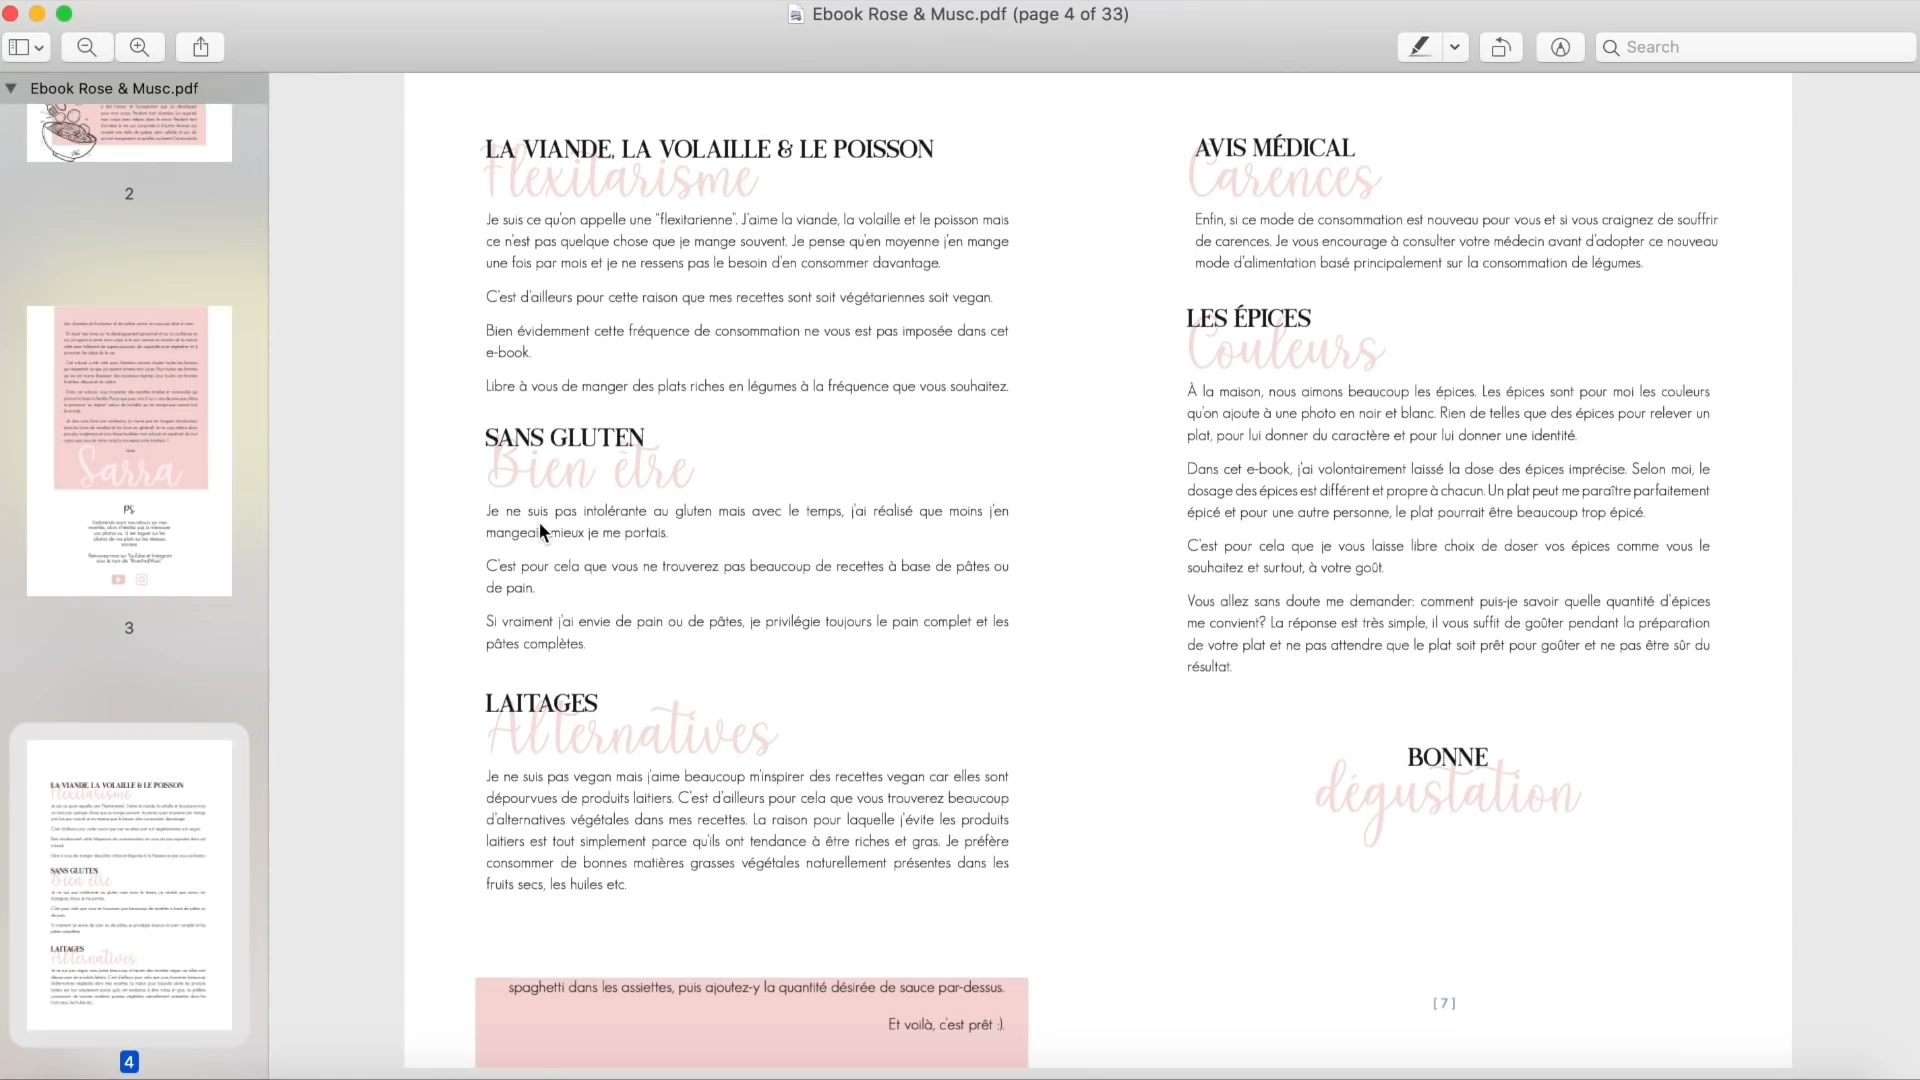 Ebook Rose & Musc.pdf (page 4 of 33)
Search
Ebook Rose & Musc.pdf
2
Sarra
PS
3
LA VIANDE, LA VOLAILLE & LE POISSON
Flexitarisme
SANS GLUTEN
Bien être
LAITAGES
Alternatives
4
LA VIANDE, LA VOLAILLE & LE POISSON
Flexitarisme
Je suis ce qu'on appelle une "flexitarienne". J'aime la viande, la volaille et le poisson mais
ce n'est pas quelque chose que je mange souvent. Je pense qu'en moyenne j'en mange
une fois par mois et je ne ressens pas le besoin d'en consommer davantage.
C'est d'ailleurs pour cette raison que mes recettes sont soit végétariennes soit vegan.
Bien évidemment cette fréquence de consommation ne vous est pas imposée dans cet
e-book.
Libre à vous de manger des plats riches en légumes à la fréquence que vous souhaitez.
SANS GLUTEN
Bien être
Je ne suis pas intolérante au gluten mais avec le temps, j'ai réalisé que moins j'en
mangeai mieux je me portais.
C'est pour cela que vous ne trouverez pas beaucoup de recettes à base de pâtes ou
de pain.
Si vraiment j'ai envie de pain ou de pâtes, je privilégie toujours le pain complet et les
pâtes complètes.
LAITAGES
Alternatives
Je ne suis pas vegan mais j'aime beaucoup m'inspirer des recettes vegan car elles sont
dépourvues de produits laitiers. C'est d'ailleurs pour cela que vous trouverez beaucoup
d'alternatives végétales dans mes recettes. La raison pour laquelle j'évite les produits
laitiers est tout simplement parce qu'ils ont tendance à être riches et gras. Je préfère
consommer de bonnes matières grasses végétales naturellement présentes dans les
fruits secs, les huiles etc.
spaghetti dans les assiettes, puis ajoutez-y la quantité désirée de sauce par-dessus.
Et voilà, c'est prêt :).
AVIS MÉDICAL
Carences
Enfin, si ce mode de consommation est nouveau pour vous et si vous craignez de souffrir
de carences. Je vous encourage à consulter votre médecin avant d'adopter ce nouveau
mode d'alimentation basé principalement sur la consommation de légumes.
LES ÉPICES
Couleurs
À la maison, nous aimons beaucoup les épices. Les épices sont pour moi les couleurs
qu'on ajoute à une photo en noir et blanc. Rien de telles que des épices pour relever un
plat, pour lui donner du caractère et pour lui donner une identité.
Dans cet e-book, j'ai volontairement laissé la dose des épices imprécise. Selon moi, le
dosage des épices est différent et propre à chacun. Un plat peut me paraître parfaitement
épicé et pour une autre personne, le plat pourrait être beaucoup trop épicé.
C'est pour cela que je vous laisse libre choix de doser vos épices comme vous le
souhaitez et surtout, à votre goût.
Vous allez sans doute me demander: comment puis-je savoir quelle quantité d'épices
me convient? La réponse est très simple, il vous suffit de goûter pendant la préparation
de votre plat et ne pas attendre que le plat soit prêt pour goûter et ne pas être sûr du
résultat.
BONNE
dégustation
[ 7 ]